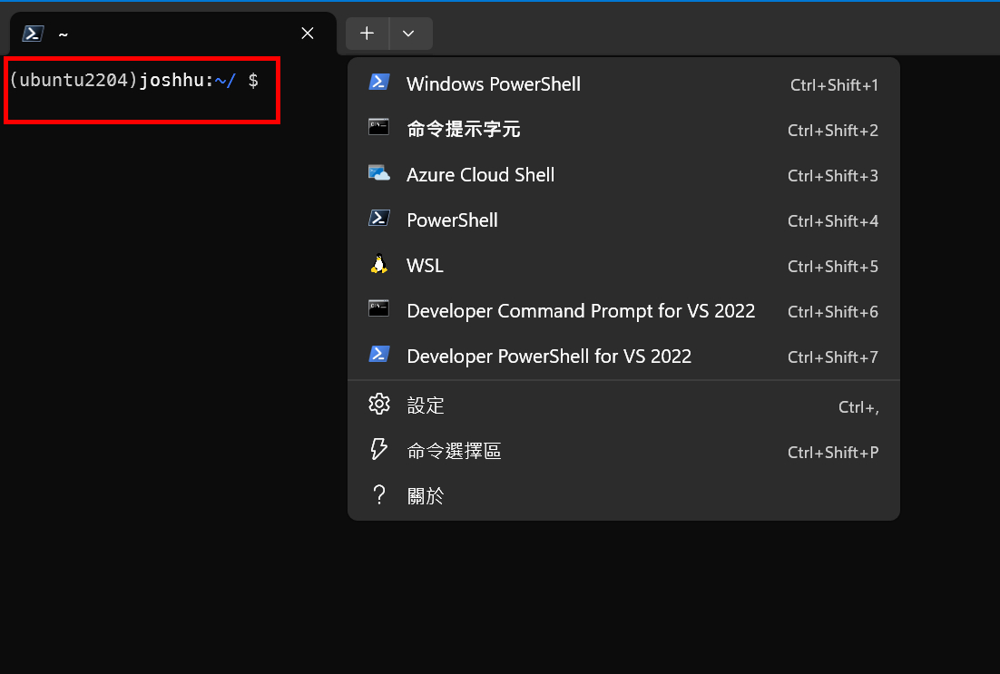 ~
(ubuntu2204)joshhu:~/ $
Windows PowerShell Ctrl+Shift+1
命令提示字元 Ctrl+Shift+2
Azure Cloud Shell Ctrl+Shift+3
PowerShell Ctrl+Shift+4
WSL Ctrl+Shift+5
Developer Command Prompt for VS 2022 Ctrl+Shift+6
Developer PowerShell for VS 2022 Ctrl+Shift+7
設定 Ctrl+,
命令選擇區 Ctrl+Shift+P
關於